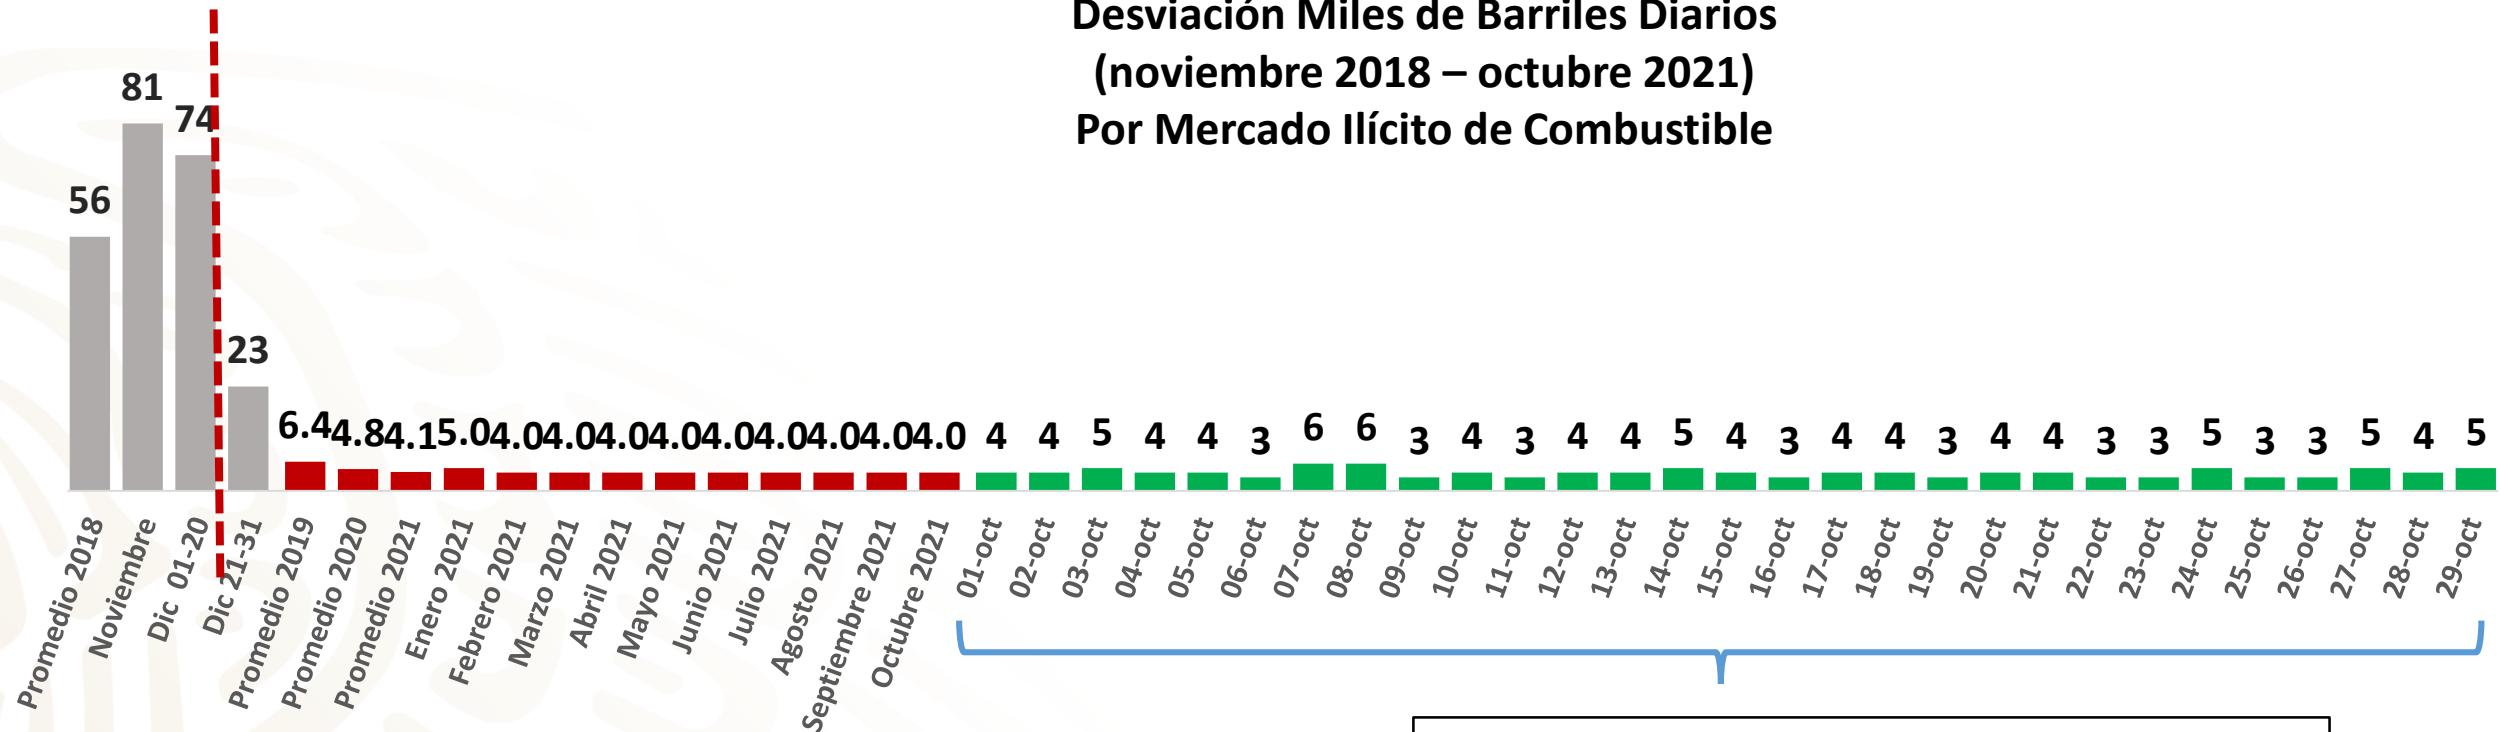 Desviación Miles de Barriles Diarios
(noviembre 2018 – octubre 2021)
Por Mercado Ilícito de Combustible
56
81
74
23
6.4
4.8
4.1
5.0
4.0
4.0
4.0
4.0
4.0
4.0
4.0
4.0
4.0
4
4
5
4
4
3
6
6
3
4
3
4
4
5
4
3
4
4
3
4
4
3
3
5
3
3
5
4
5
Promedio 2018
Noviembre
Dic 01-20
Dic 21-31
Promedio 2019
Promedio 2020
Promedio 2021
Enero 2021
Febrero 2021
Marzo 2021
Abril 2021
Mayo 2021
Junio 2021
Julio 2021
Agosto 2021
Septiembre 2021
Octubre 2021
01-oct
02-oct
03-oct
04-oct
05-oct
06-oct
07-oct
08-oct
09-oct
10-oct
11-oct
12-oct
13-oct
14-oct
15-oct
16-oct
17-oct
18-oct
19-oct
20-oct
21-oct
22-oct
23-oct
24-oct
25-oct
26-oct
27-oct
28-oct
29-oct